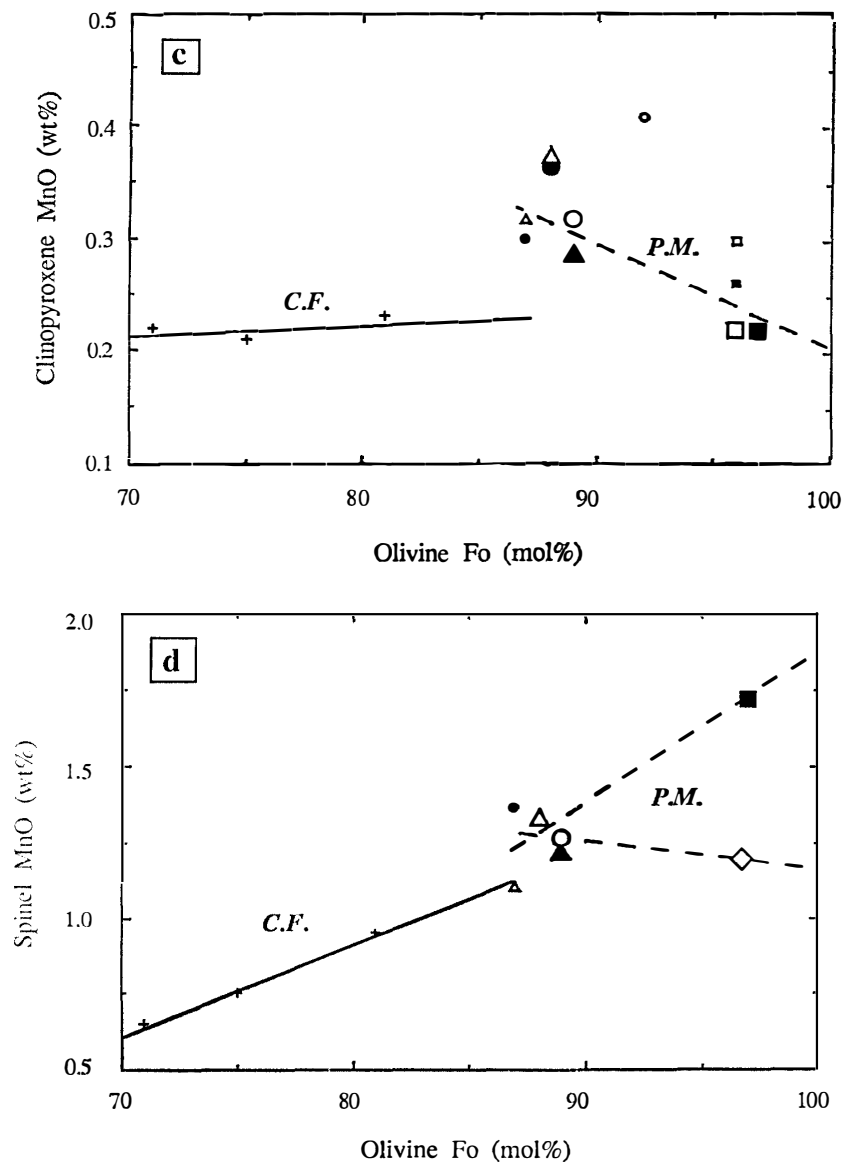 c
0.5
0.4
0.3
0.2
0.1
Clinopyroxene MnO (wt%)
C.F.
P.M.
70
80
90
100
Olivine Fo (mol%)
d
2.0
1.5
1.0
0.5
Spinel MnO (wt%)
C.F.
P.M.
70
80
90
100
Olivine Fo (mol%)